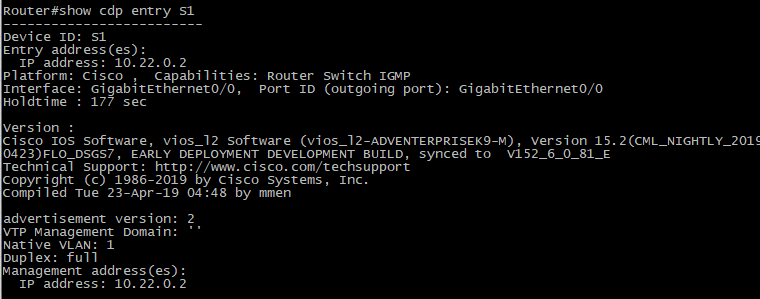 Router#show cdp entry S1
-------------------------
Device ID: S1
Entry address(es):
  IP address: 10.22.0.2
Platform: Cisco ,  Capabilities: Router Switch IGMP
Interface: GigabitEthernet0/0,  Port ID (outgoing port): GigabitEthernet0/0
Holdtime : 177 sec

Version :
Cisco IOS Software, vios_l2 Software (vios_l2-ADVENTERPRISEK9-M), Version 15.2(CML_NIGHTLY_2019
0423)FLO_DSGS7, EARLY DEPLOYMENT DEVELOPMENT BUILD, synced to  V152_6_0_81_E
Technical Support: http://www.cisco.com/techsupport
Copyright (c) 1986-2019 by Cisco Systems, Inc.
Compiled Tue 23-Apr-19 04:48 by mmen

advertisement version: 2
VTP Management Domain: ''
Native VLAN: 1
Duplex: full
Management address(es):
  IP address: 10.22.0.2